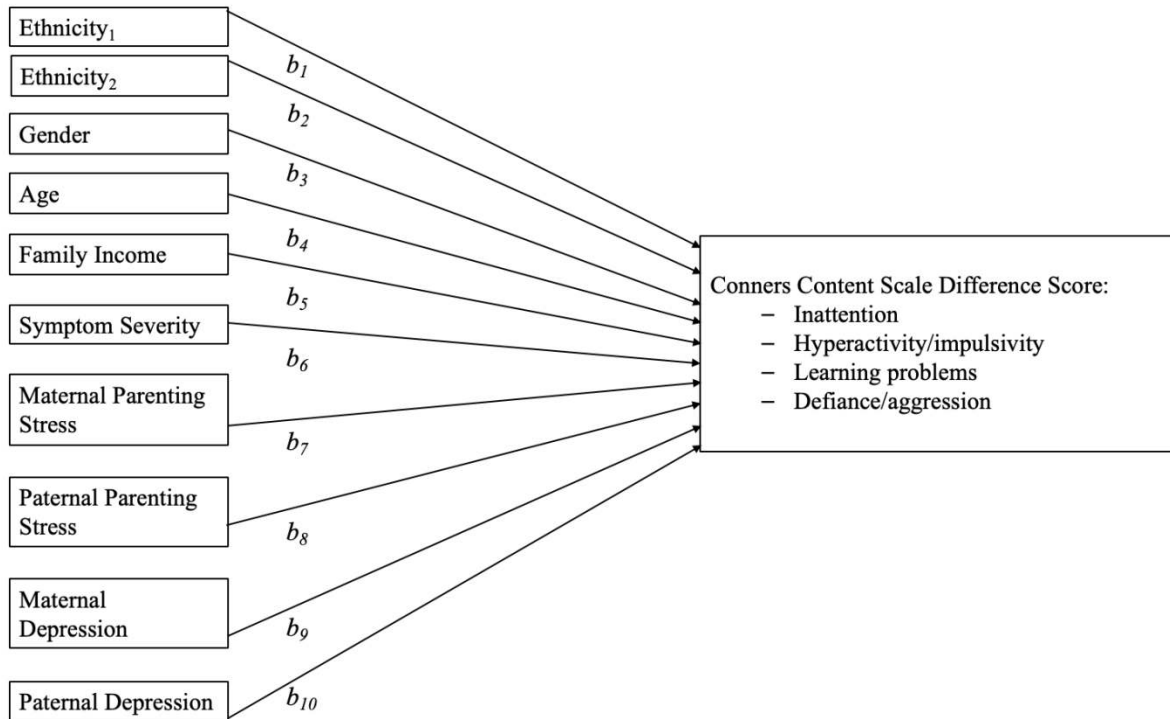 Ethnicity₁
b₁
Ethnicity₂
b₂
Gender
b₃
Age
b₄
Family Income
b₅
Symptom Severity
b₆
Maternal Parenting
Stress
b₇
Paternal Parenting
Stress
b₈
Maternal
Depression
b₉
Paternal Depression
b₁₀
Conners Content Scale Difference Score:
– Inattention
– Hyperactivity/impulsivity
– Learning problems
– Defiance/aggression